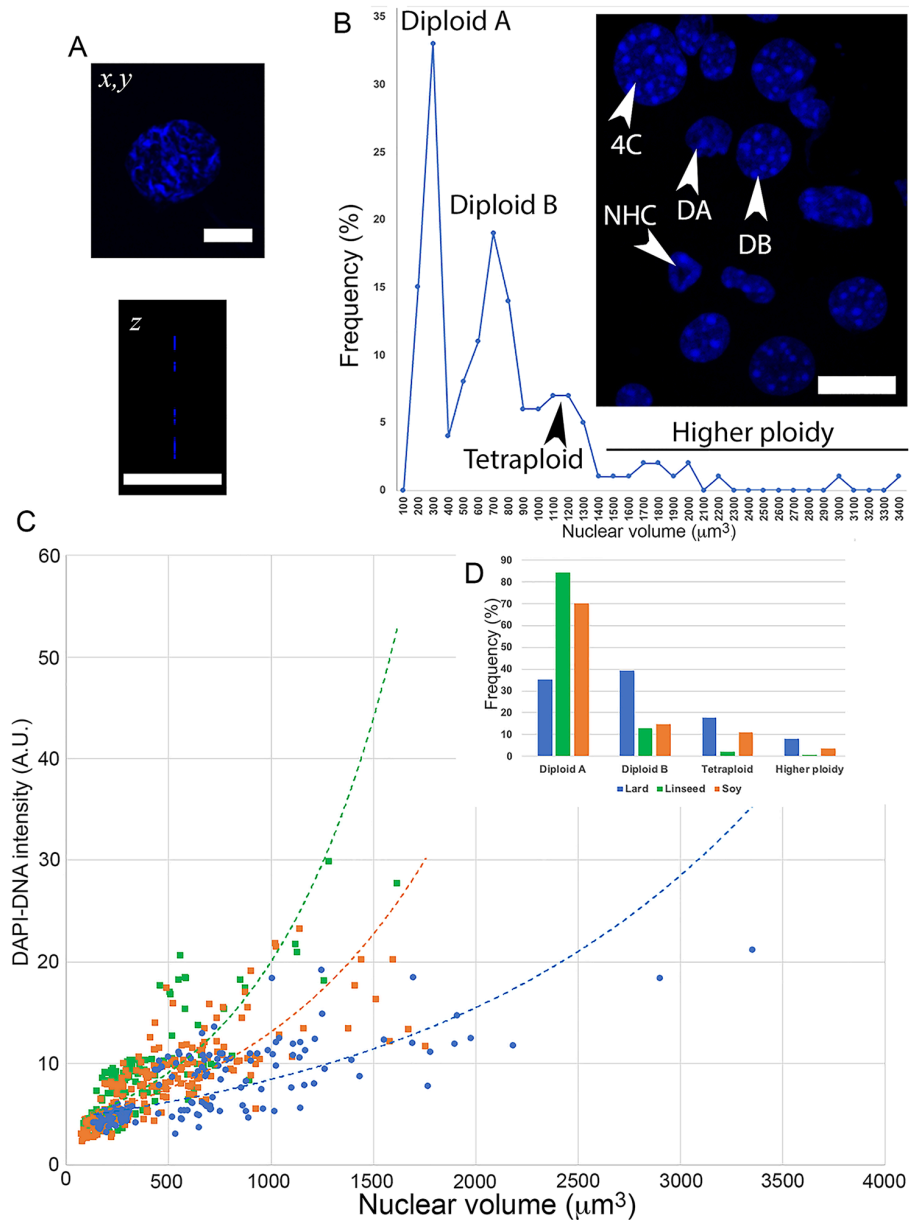 A
x,y
z
B
Diploid A
Diploid B
Tetraploid
Higher ploidy
4C
DA
DB
NHC
Frequency (%)
35
30
25
20
15
10
5
0
100
200
300
400
500
600
700
800
900
1000
1100
1200
1300
1400
1500
1600
1700
1800
1900
2000
2100
2200
2300
2400
2500
2600
2700
2800
2900
3000
3100
3200
3300
3400
Nuclear volume (μm³)
C
DAPI-DNA intensity (A.U.)
60
50
40
30
20
10
0
0
500
1000
1500
2000
2500
3000
3500
4000
Nuclear volume (μm³)
D
Frequency (%)
90
80
70
60
50
40
30
20
10
0
Diploid A
Diploid B
Tetraploid
Higher ploidy
Lard
Linseed
Soy